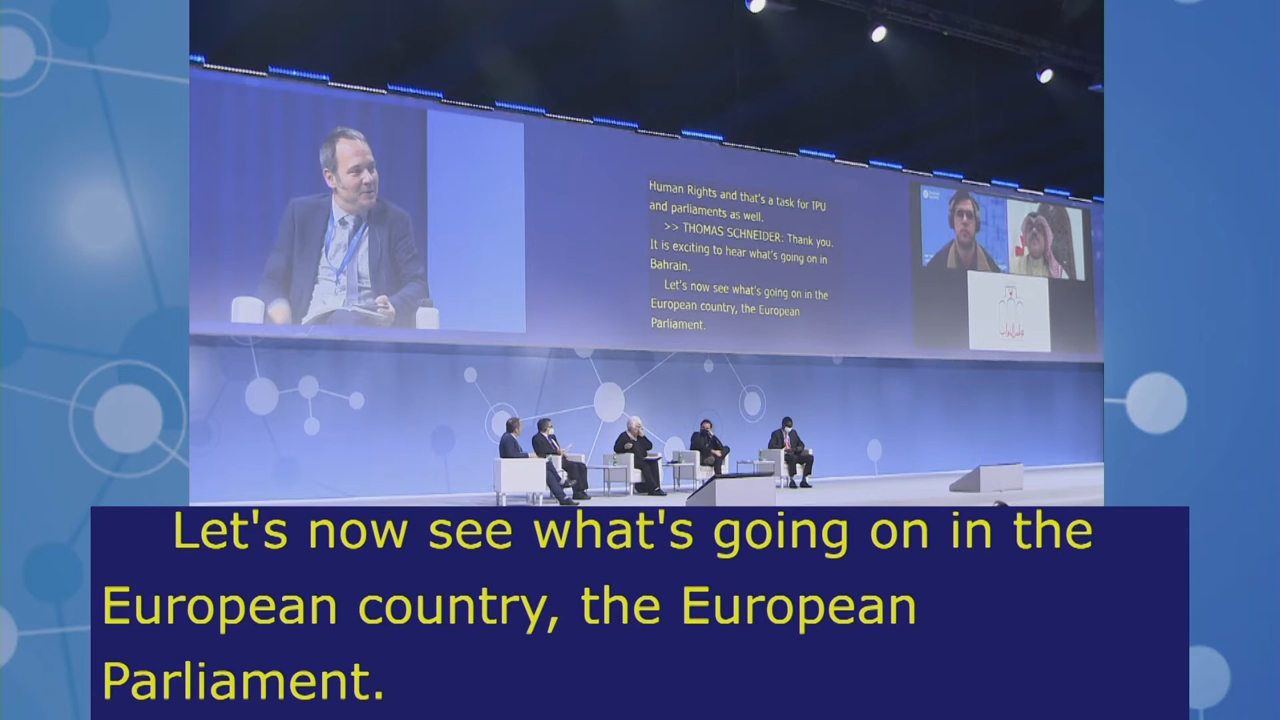 Human Rights and that's a task for IPU
and parliaments as well.
>> THOMAS SCHNEIDER: Thank you.
It is exciting to hear what's going on in
Bahrain.
Let's now see what's going on in the
European country, the European
Parliament.
Let's now see what's going on in the
European country, the European
Parliament.